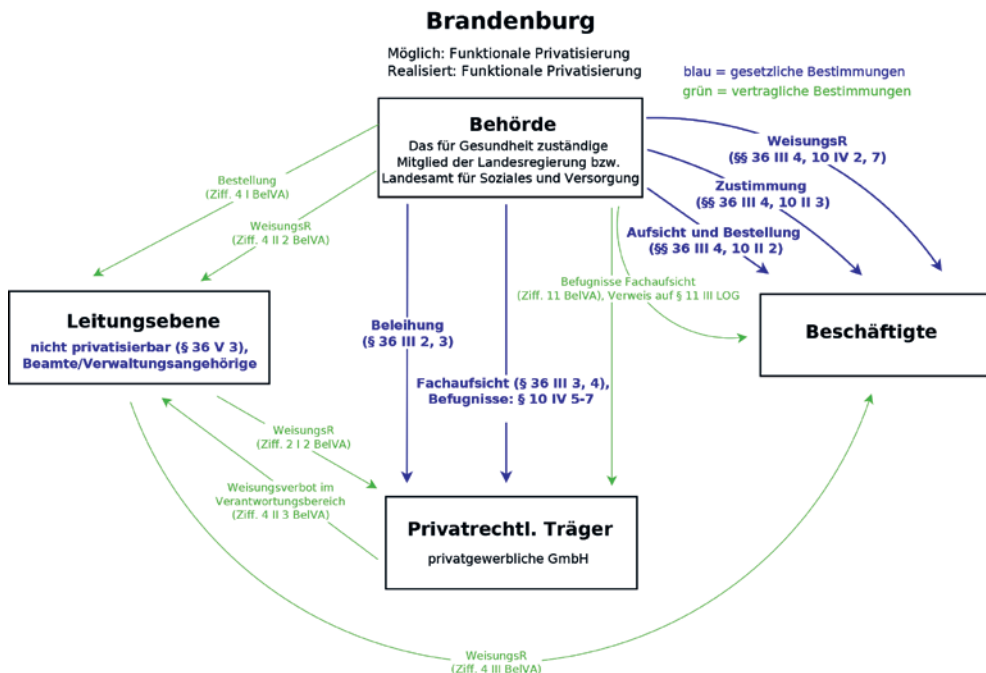 Brandenburg
Möglich: Funktionale Privatisierung
Realisiert: Funktionale Privatisierung
blau = gesetzliche Bestimmungen
grün = vertragliche Bestimmungen
Behörde
Das für Gesundheit zuständige
Mitglied der Landesregierung bzw.
Landesamt für Soziales und Versorgung
WeisungsR
(§§ 36 III 4, 10 IV 2, 7)
Zustimmung
(§§ 36 III 4, 10 II 3)
Aufsicht und Bestellung
(§§ 36 III 4, 10 II 2)
Bestellung
(Ziff. 4 I BelVA)
WeisungsR
(Ziff. 4 II 2 BelVA)
Befugnisse Fachaufsicht
(Ziff. 11 BelVA), Verweis auf § 11 III LOG
Leitungsebene
nicht privatisierbar (§ 36 V 3),
Beamte/Verwaltungsangehörige
Beleihung
(§ 36 III 2, 3)
Beschäftigte
Fachaufsicht (§ 36 III 3, 4),
Befugnisse: § 10 IV 5-7
WeisungsR
(Ziff. 2 I 2 BelVA)
Weisungsverbot im
Verantwortungsbereich
(Ziff. 4 II 3 BelVA)
Privatrechtl. Träger
privatgewerbliche GmbH
WeisungsR
(Ziff. 4 III BelVA)